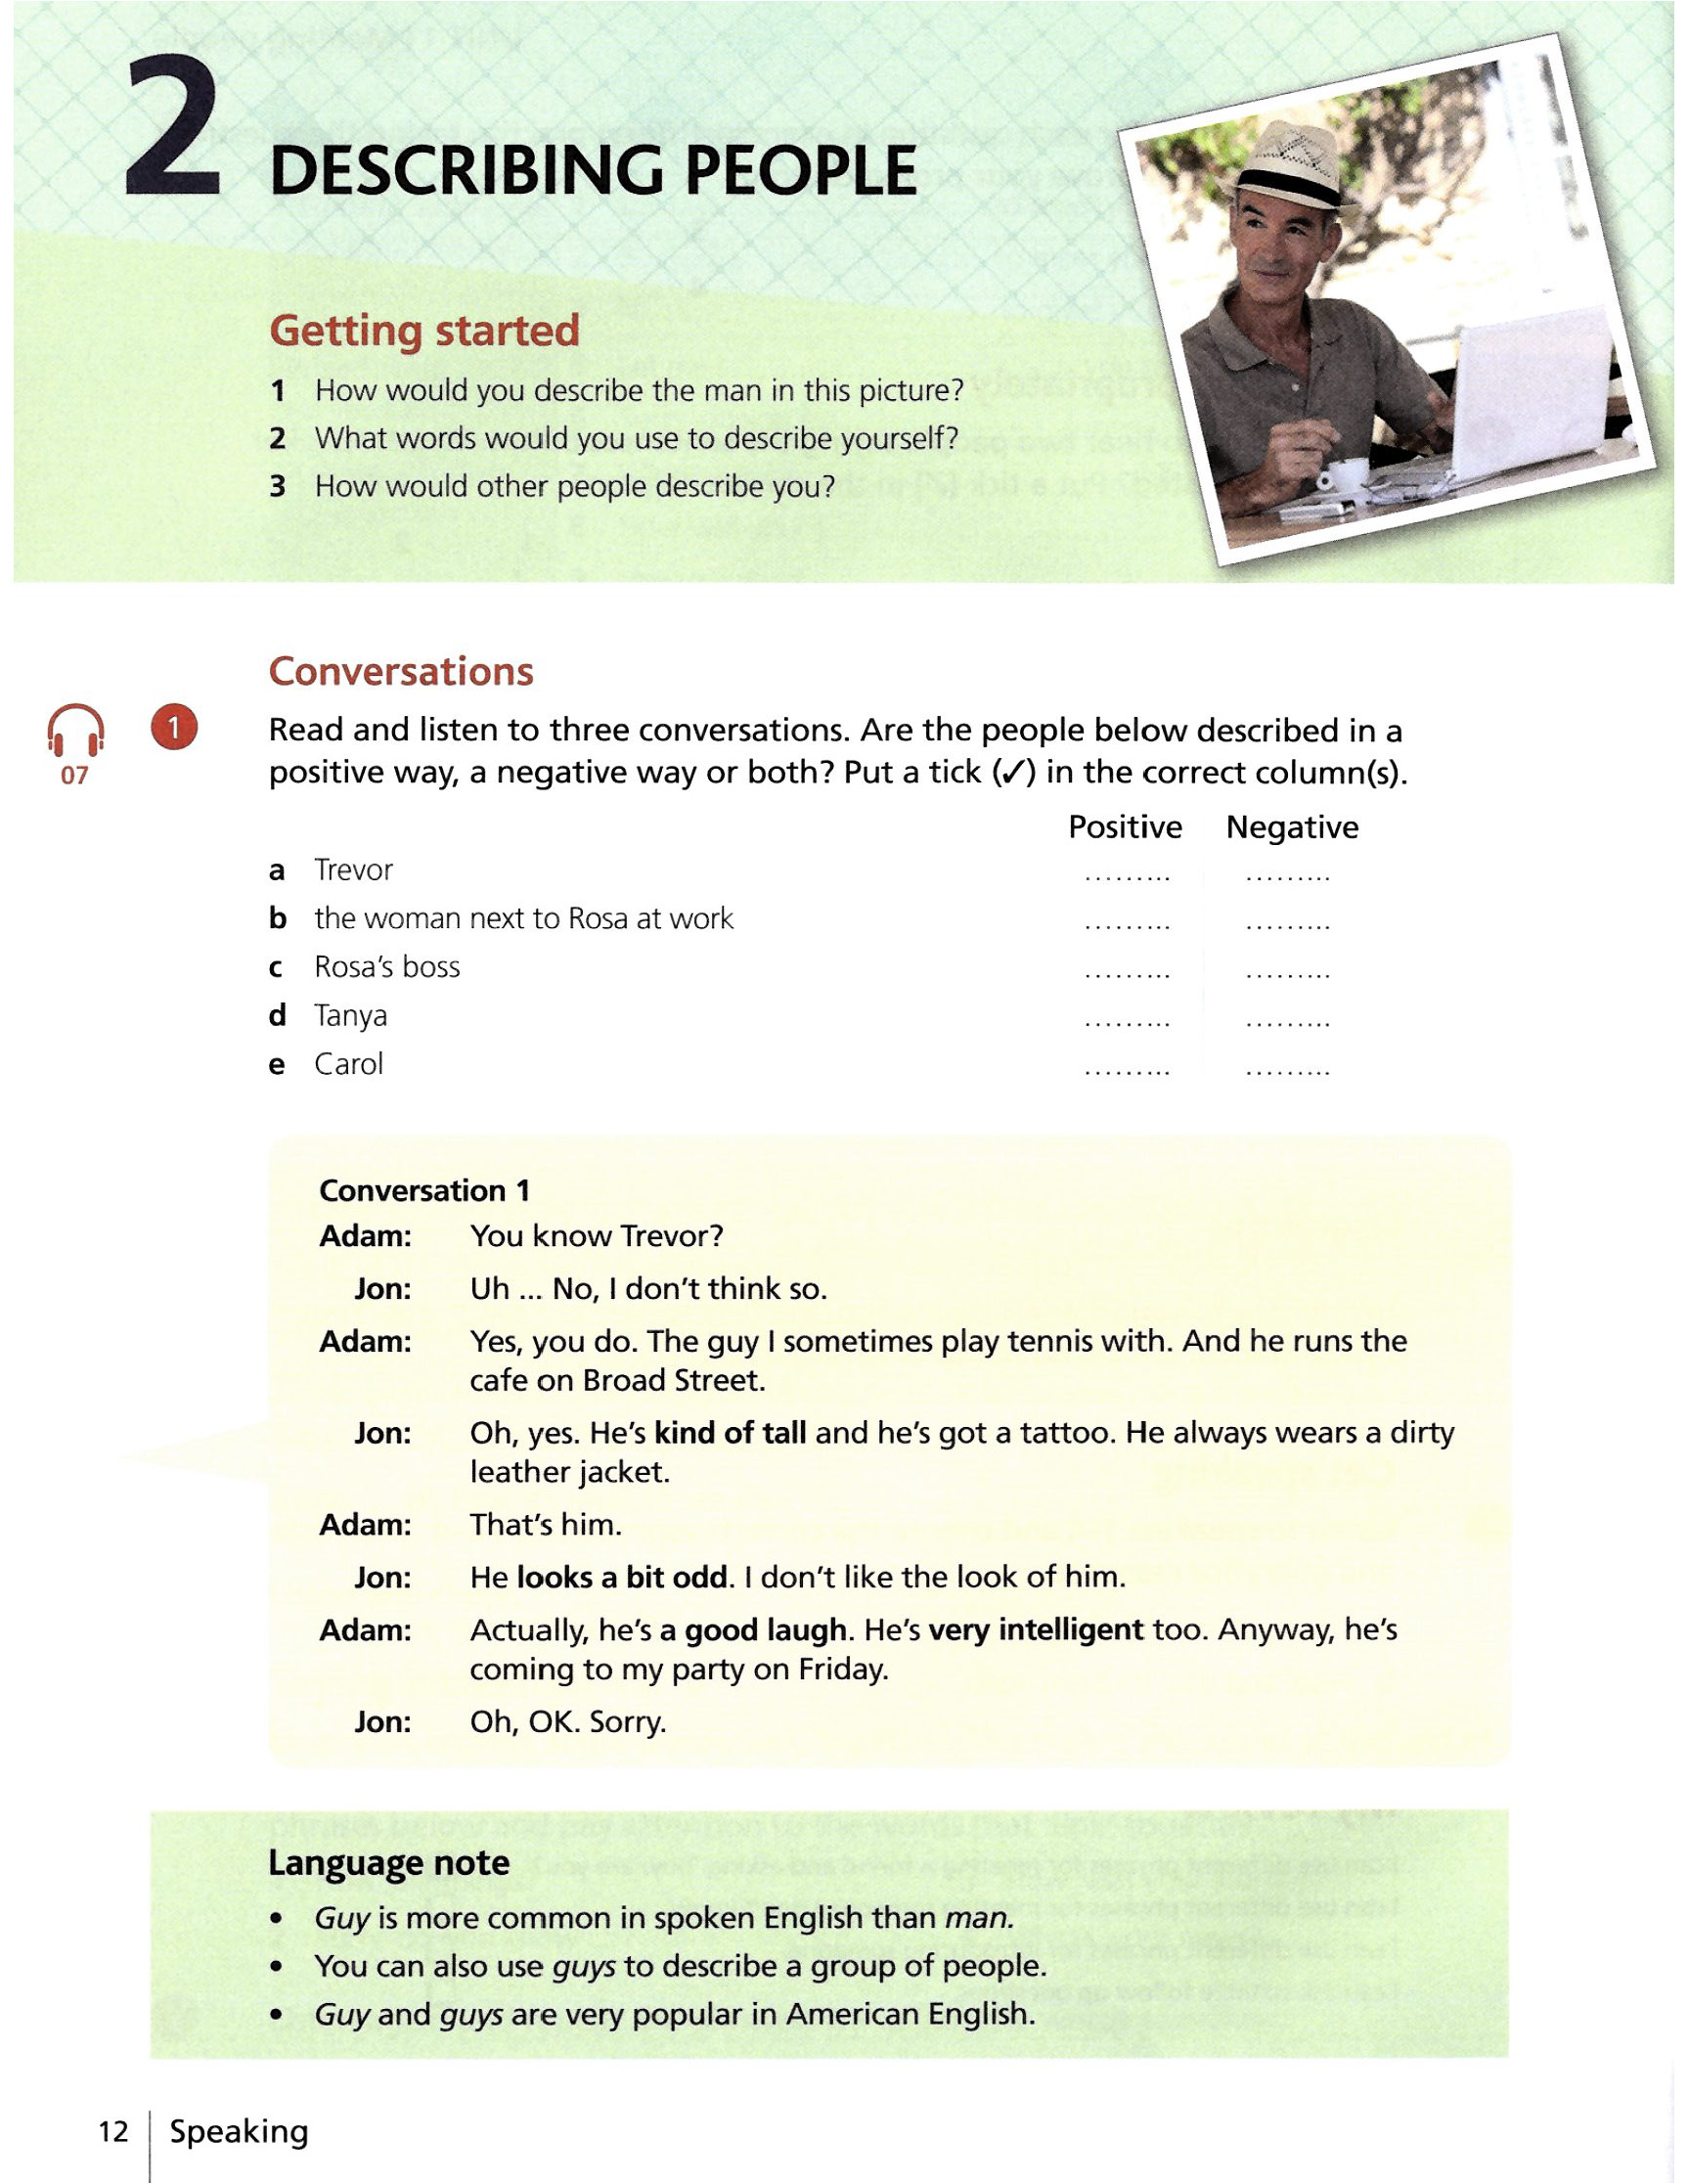 2 DESCRIBING PEOPLE
Getting started
1 How would you describe the man in this picture?
2 What words would you use to describe yourself?
3 How would other people describe you?
Conversations
07
1
Read and listen to three conversations. Are the people below described in a
positive way, a negative way or both? Put a tick (✓) in the correct column(s).
Positive Negative
a Trevor ......... .........
b the woman next to Rosa at work ......... .........
c Rosa's boss ......... .........
d Tanya ......... .........
e Carol ......... .........
Conversation 1
Adam: You know Trevor?
Jon: Uh ... No, I don't think so.
Adam: Yes, you do. The guy I sometimes play tennis with. And he runs the
cafe on Broad Street.
Jon: Oh, yes. He's kind of tall and he's got a tattoo. He always wears a dirty
leather jacket.
Adam: That's him.
Jon: He looks a bit odd. I don't like the look of him.
Adam: Actually, he's a good laugh. He's very intelligent too. Anyway, he's
coming to my party on Friday.
Jon: Oh, OK. Sorry.
Language note
• Guy is more common in spoken English than man.
• You can also use guys to describe a group of people.
• Guy and guys are very popular in American English.
12 Speaking